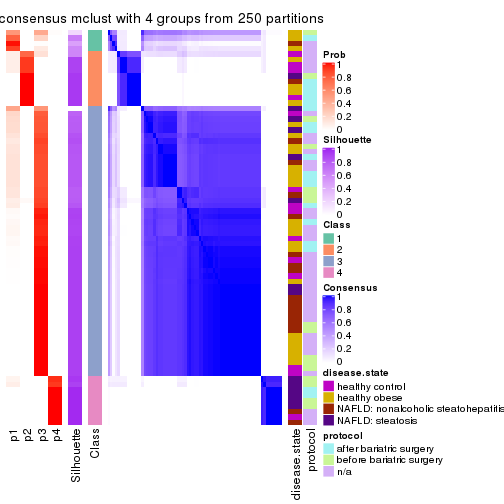 consensus mclust with 4 groups from 250 partitions
Prob
1
0.8
0.6
0.4
0.2
0
Silhouette
1
0.8
0.6
0.4
0.2
0
Class
1
2
3
4
Consensus
1
0.8
0.6
0.4
0.2
0
disease.state
healthy control
healthy obese
NAFLD: nonalcoholic steatohepatitis
NAFLD: steatosis
protocol
after bariatric surgery
before bariatric surgery
n/a
p1
p2
p3
p4
Silhouette
Class
disease.state
protocol